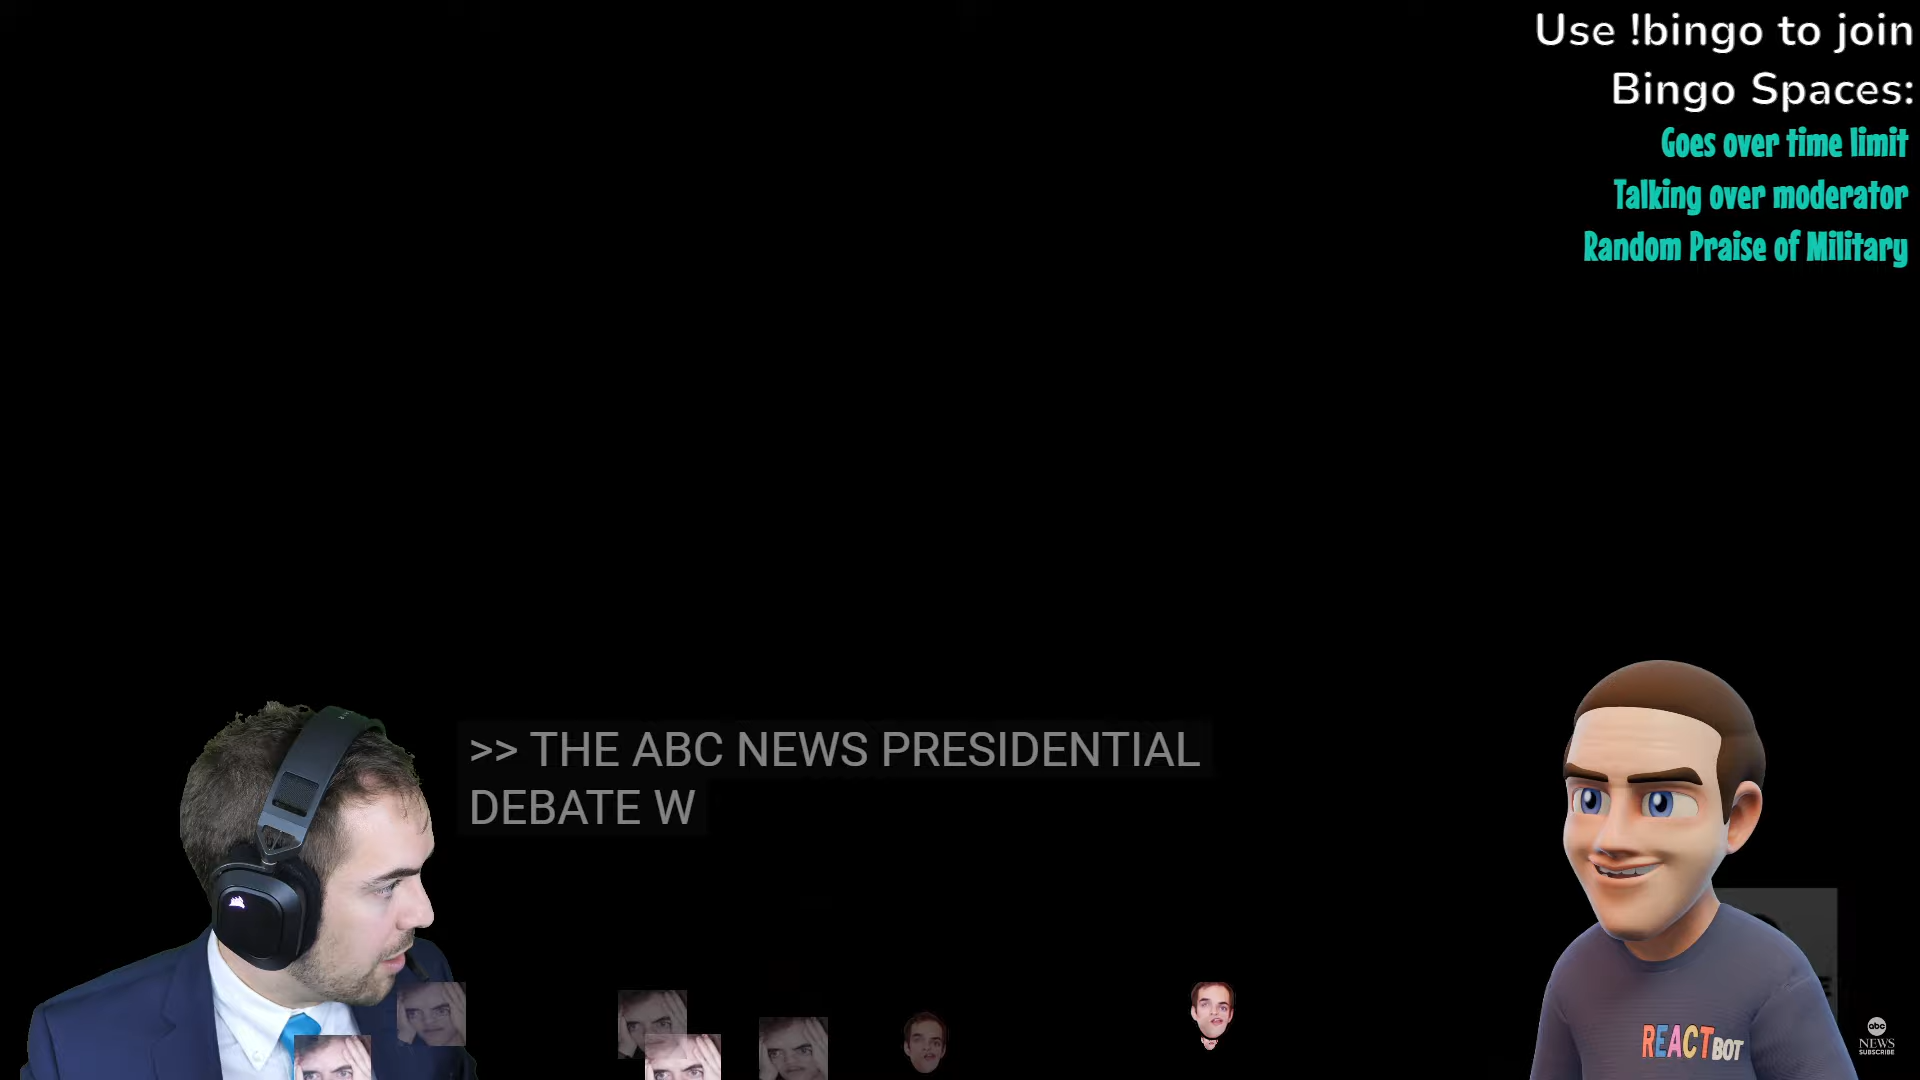 Use !bingo to join
Bingo Spaces:
Goes over time limit
Talking over moderator
Random Praise of Military
>> THE ABC NEWS PRESIDENTIAL
DEBATE W
REACT BOT
abc
NEWS
SUBSCRIBE